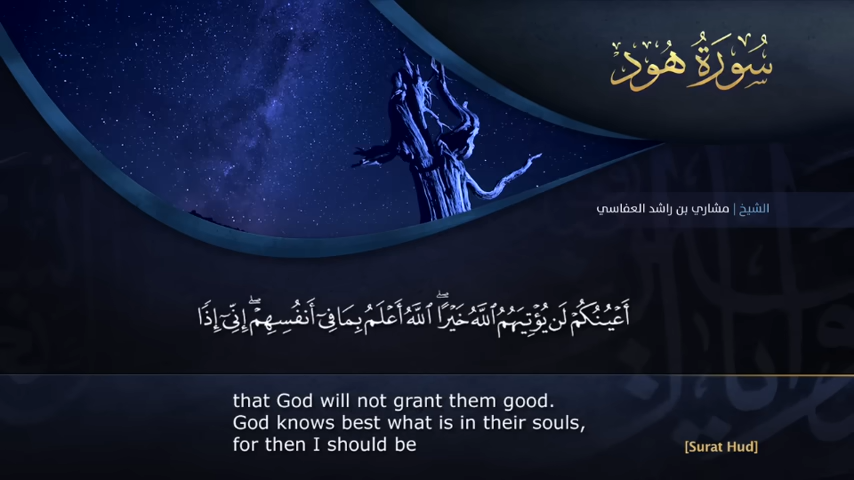 سُورَةُ هُود
الشيخ | مشاري بن راشد العفاسي
أَعْيُنُكُمْ لَن يُؤْتِيَهُمُ ٱللَّهُ خَيْرًا ۖ ٱللَّهُ أَعْلَمُ بِمَا فِىٓ أَنفُسِهِمْ ۖ إِنِّىٓ إِذًا
that God will not grant them good.
God knows best what is in their souls,
for then I should be
[Surat Hud]